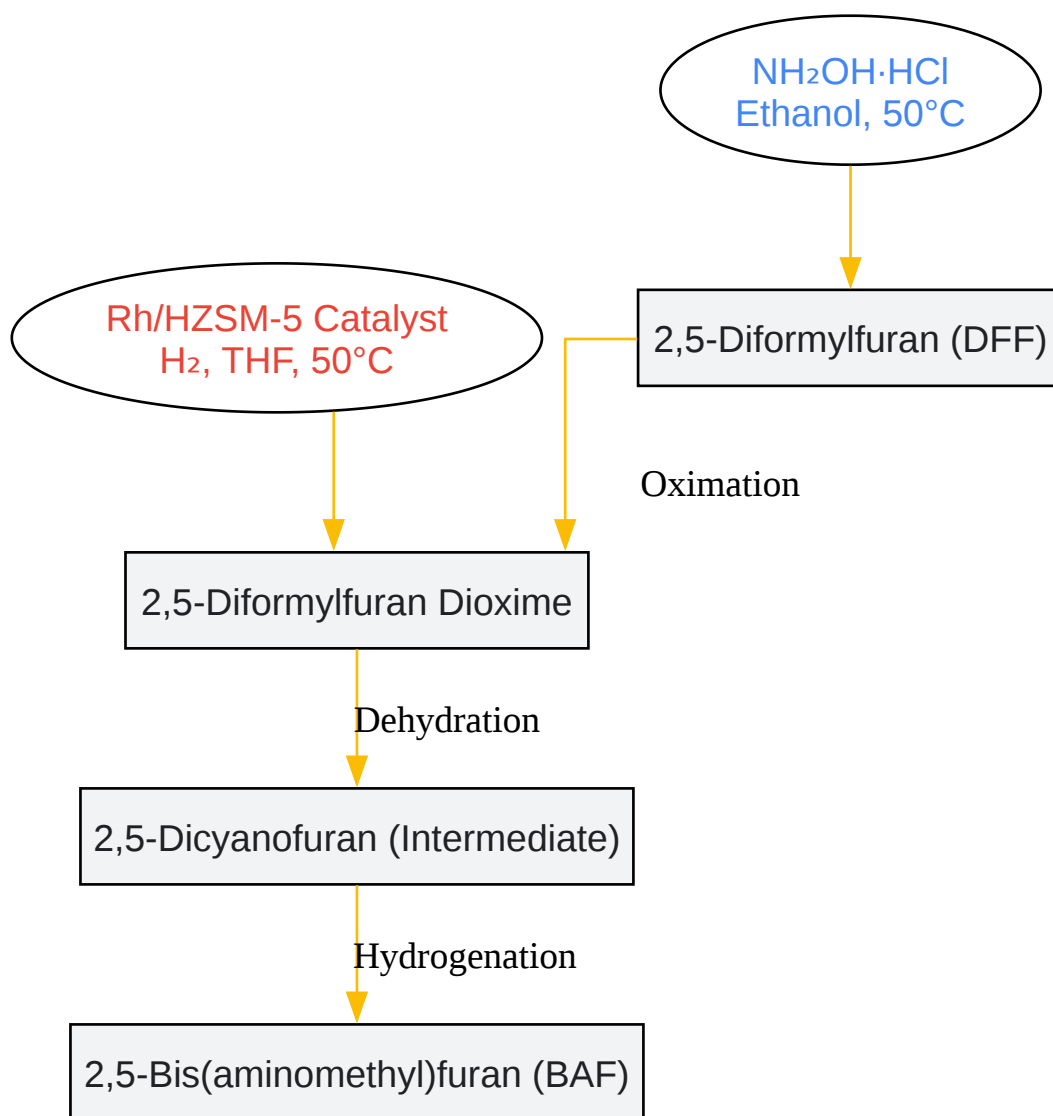 NH₂OH·HCl
Ethanol, 50°C
Rh/HZSM-5 Catalyst
H₂, THF, 50°C
2,5-Diformylfuran (DFF)
Oximation
2,5-Diformylfuran Dioxime
Dehydration
2,5-Dicyanofuran (Intermediate)
Hydrogenation
2,5-Bis(aminomethyl)furan (BAF)